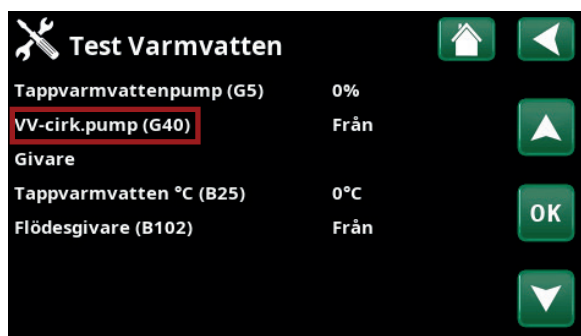 Test Varmvatten
Tappvarmvattenpump (G5) 0%
VV-cirk.pump (G40) Från
Givare
Tappvarmvatten °C (B25) 0°C
Flödesgivare (B102) Från
OK